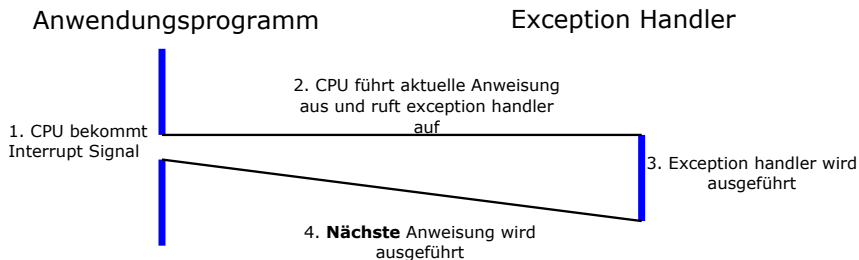 Anwendungsprogramm
Exception Handler
2. CPU führt aktuelle Anweisung
aus und ruft exception handler
auf
1. CPU bekommt
Interrupt Signal
3. Exception handler wird
ausgeführt
4. Nächste Anweisung wird
ausgeführt